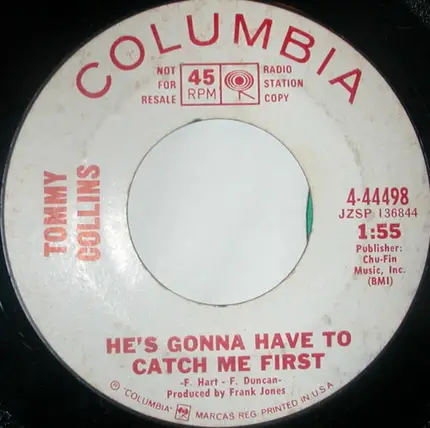 COLUMBIA
NOT
FOR
RESALE
45
RPM
RADIO
STATION
COPY
TOMMY
COLLINS
4-44498
JZSP 136844
1:55
Publisher:
Chu-Fin
Music, Inc.
(BMI)
HE'S GONNA HAVE TO
CATCH ME FIRST
-F. Hart - F. Duncan-
Produced by Frank Jones
® "COLUMBIA" MARCAS REG. PRINTED IN U.S.A.